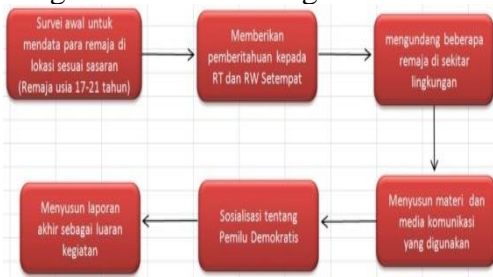 Survei awal untuk
mendata para remaja di
lokasi sesuai sasaran
(Remaja usia 17-21 tahun)
Memberikan
pemberitahuan kepada
RT dan RW Setempat
mengundang beberapa
remaja di sekitar
lingkungan
Menyusun materi dan
media komunikasi
yang digunakan
Sosialisasi tentang
Pemilu Demokratis
Menyusun laporan
akhir sebagai luaran
kegiatan